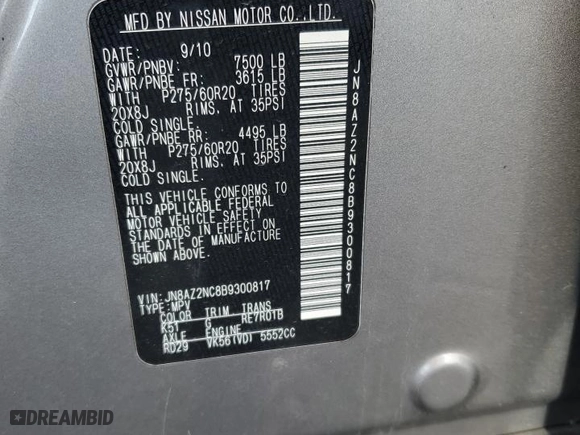 MFD BY NISSAN MOTOR CO.,LTD.
DATE: 9/10
GVWR/PNBV: 7500 LB
GAWR/PNBE FR: 3615 LB
WITH P275/60R20 TIRES
20X8J RIMS, AT 35PSI
COLD SINGLE.
GAWR/PNBE RR: 4495 LB
WITH P275/60R20 TIRES
20X8J RIMS, AT 35PSI
COLD SINGLE.
THIS VEHICLE CONFORMS TO
ALL APPLICABLE FEDERAL
MOTOR VEHICLE SAFETY
STANDARDS IN EFFECT ON
THE DATE OF MANUFACTURE
SHOWN ABOVE.
VIN: JN8AZ2NC8B9300817
TYPE: MPV
COLOR TRIM TRANS
K51 G RE7R01B
AXLE ENGINE
RD29 VK56(VD) 5552CC
JN8AZ2NC8B9300817
DREAMBID